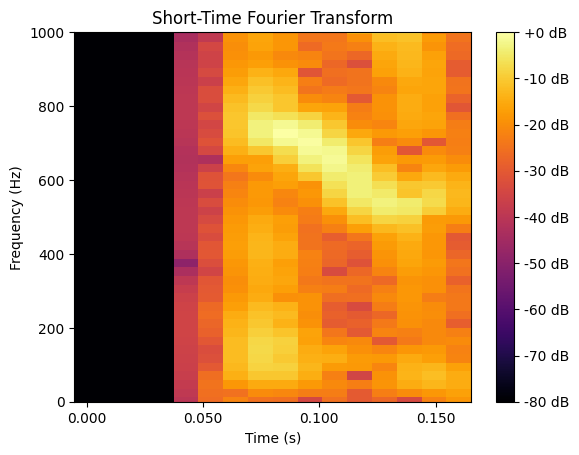 Short-Time Fourier Transform
1000
800
600
400
200
0
Frequency (Hz)
0.000
0.050
0.100
0.150
Time (s)
+0 dB
-10 dB
-20 dB
-30 dB
-40 dB
-50 dB
-60 dB
-70 dB
-80 dB